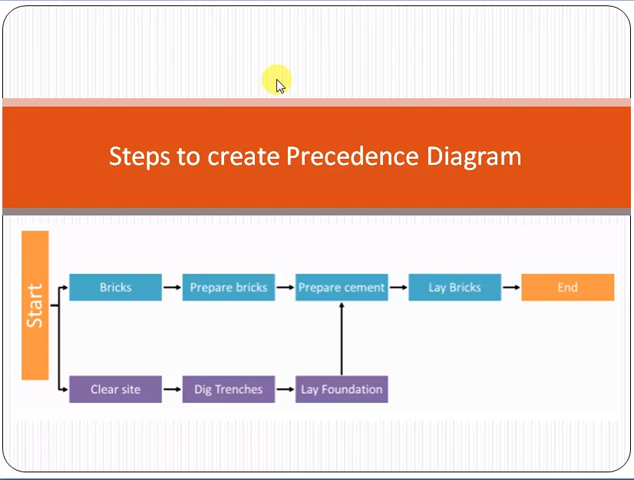 Steps to create Precedence Diagram
Start
Bricks
Prepare bricks
Prepare cement
Lay Bricks
End
Clear site
Dig Trenches
Lay Foundation